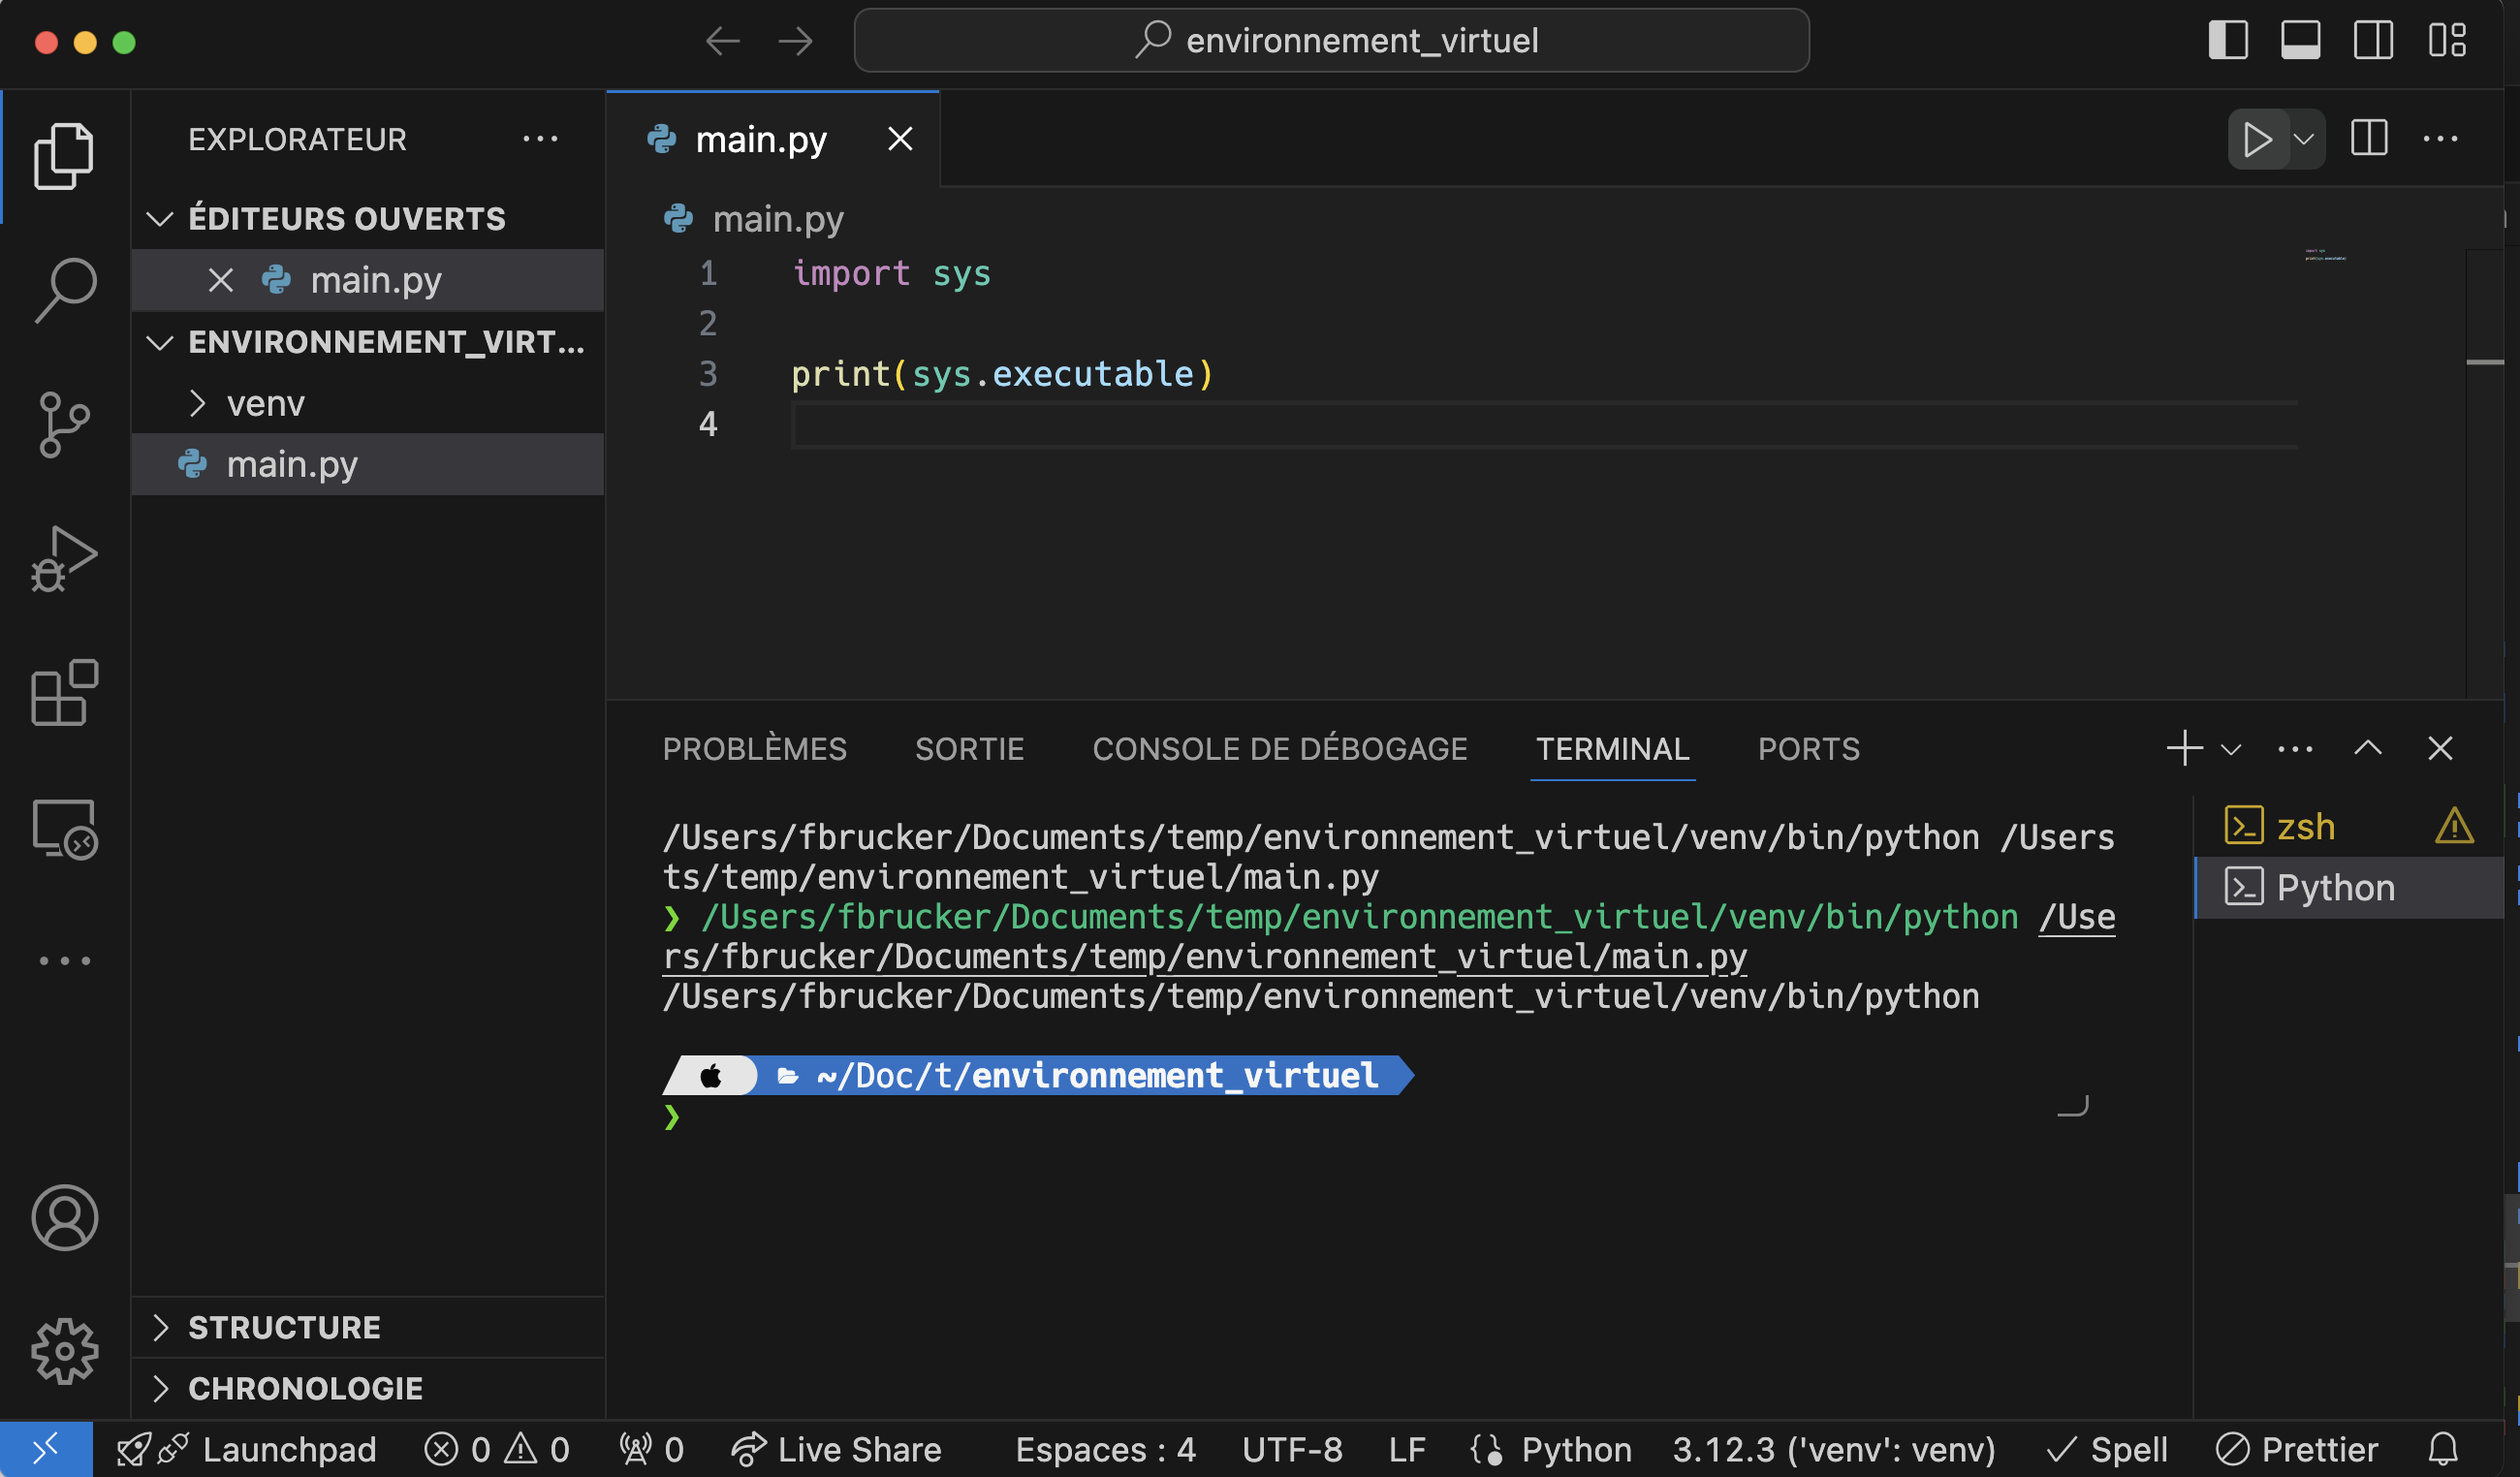 environnement_virtuel
EXPLORATEUR
ÉDITEURS OUVERTS
main.py
ENVIRONNEMENT_VIRT...
venv
main.py
STRUCTURE
CHRONOLOGIE
main.py
main.py
1 import sys
2
3 print(sys.executable)
4
PROBLÈMES SORTIE CONSOLE DE DÉBOGAGE TERMINAL PORTS
/Users/fbrucker/Documents/temp/environnement_virtuel/venv/bin/python /Users
ts/temp/environnement_virtuel/main.py
❯ /Users/fbrucker/Documents/temp/environnement_virtuel/venv/bin/python /Use
rs/fbrucker/Documents/temp/environnement_virtuel/main.py
/Users/fbrucker/Documents/temp/environnement_virtuel/venv/bin/python
~/Doc/t/environnement_virtuel
❯
zsh
Python
Launchpad 0 0 0 Live Share Espaces : 4 UTF-8 LF Python 3.12.3 ('venv': venv) Spell Prettier